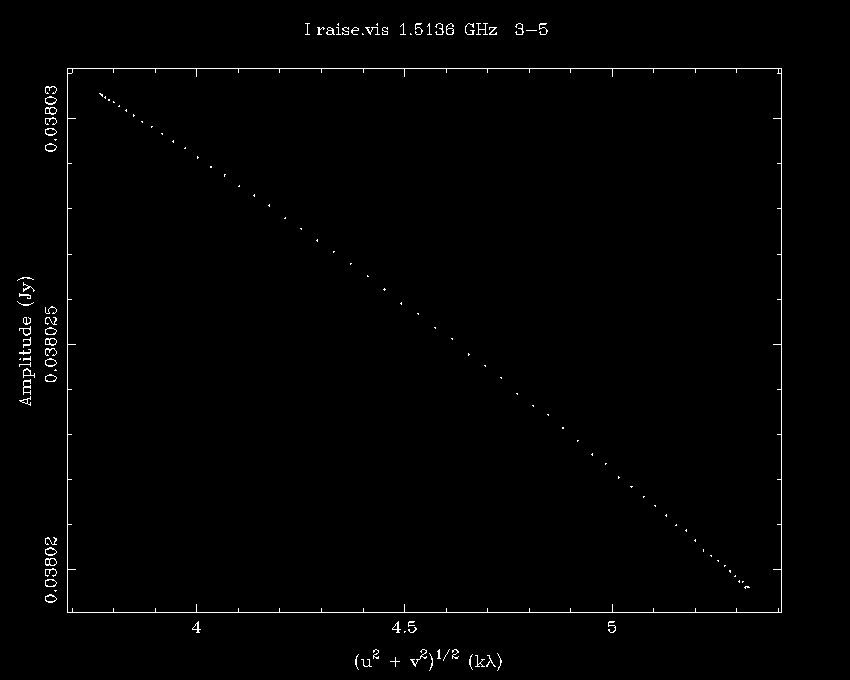 I raise.vis 1.5136 GHz 3-5
0.03803
0.038025
0.03802
Amplitude (Jy)
4 4.5 5
(u² + v²)¹/² (kλ)